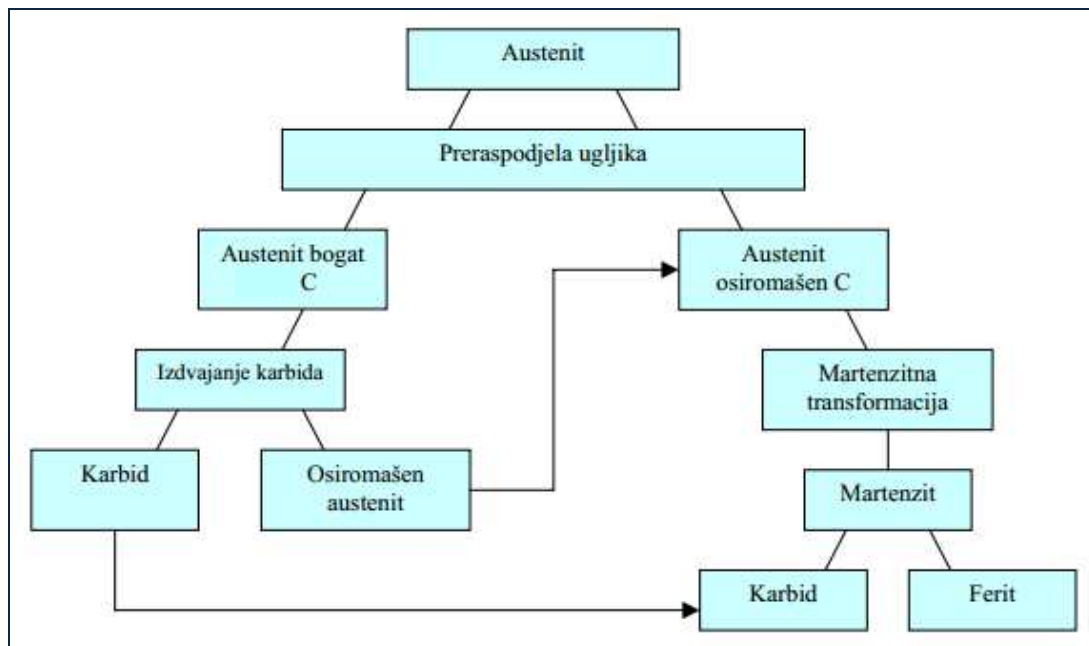 Austenit
Preraspodjela ugljika
Austenit bogat
C
Austenit
osiromašen C
Izdvajanje karbida
Martenzitna
transformacija
Karbid
Osiromašen
austenit
Martenzit
Karbid
Ferit